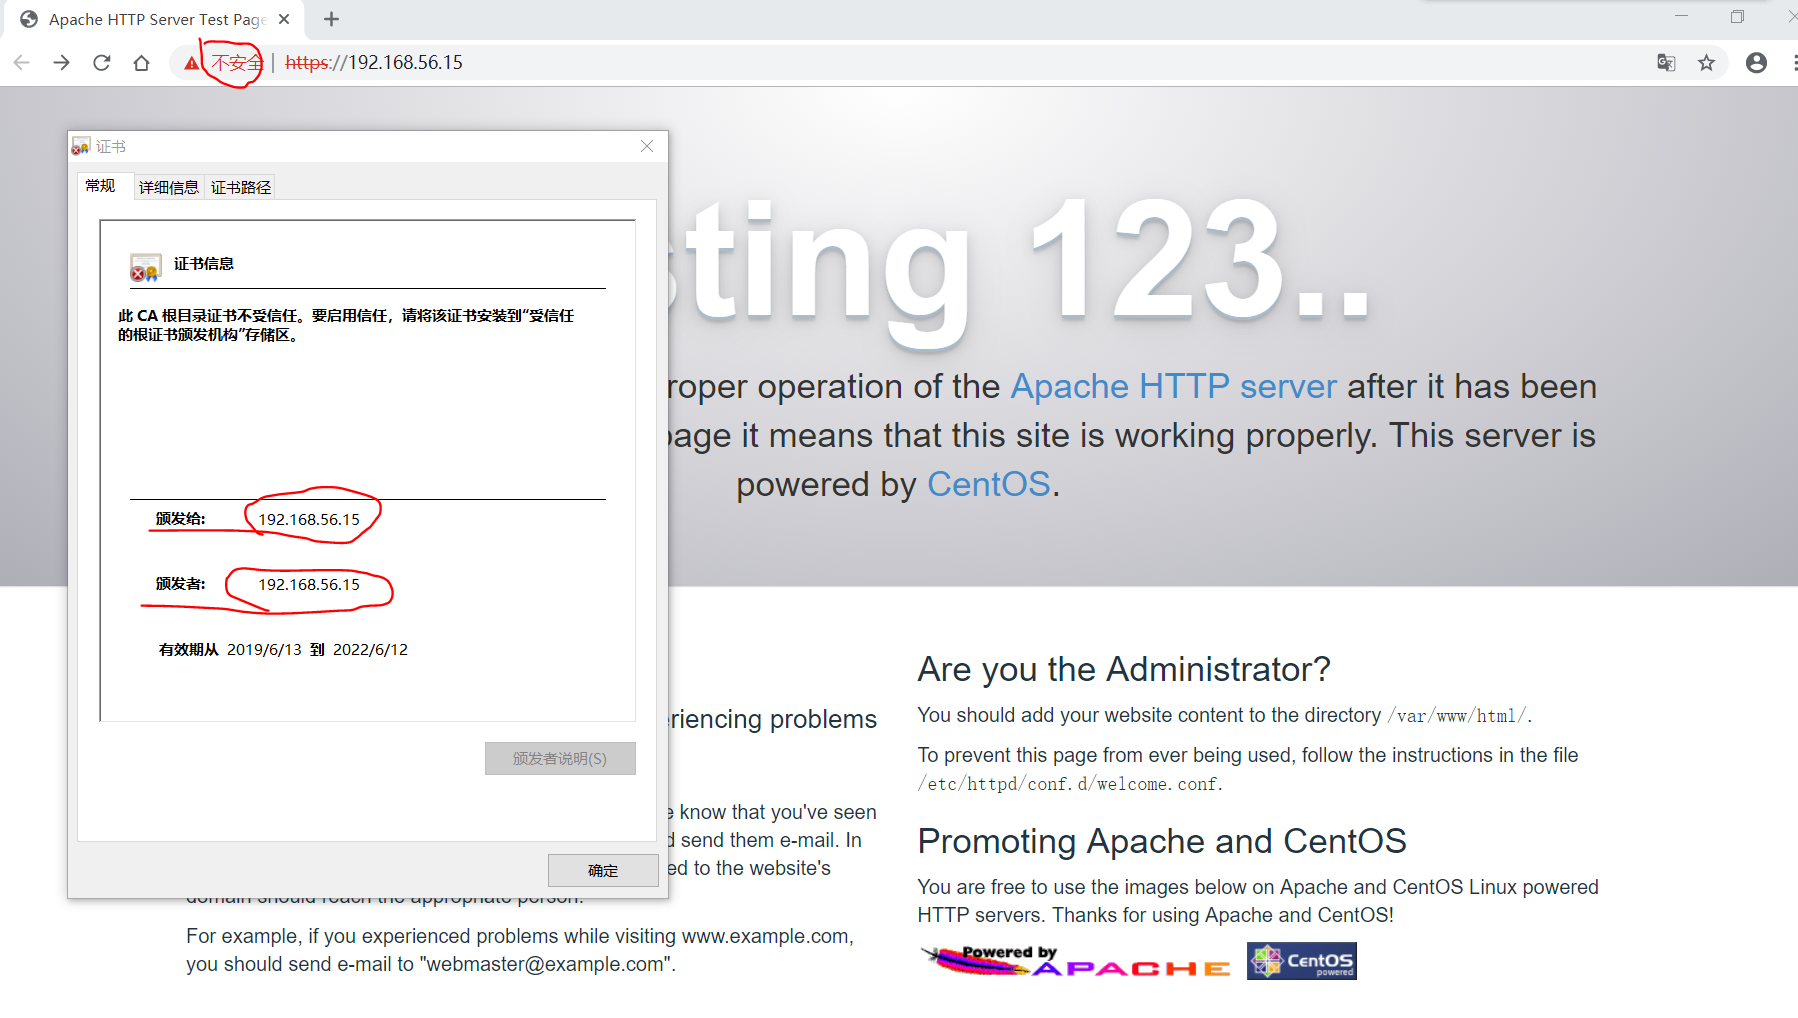 Apache HTTP Server Test Page
不安全 | https://192.168.56.15
证书
常规 详细信息 证书路径
证书信息
此 CA 根目录证书不受信任。要启用信任，请将该证书安装到"受信任
的根证书颁发机构"存储区。
颁发给: 192.168.56.15
颁发者: 192.168.56.15
有效期从 2019/6/13 到 2022/6/12
颁发者说明(S)
确定
sting 123..
roper operation of the Apache HTTP server after it has been
page it means that this site is working properly. This server is
powered by CentOS.
eriencing problems
e know that you've seen
d send them e-mail. In
ed to the website's
domain should reach the appropriate person.
For example, if you experienced problems while visiting www.example.com,
you should send e-mail to "webmaster@example.com".
Are you the Administrator?
You should add your website content to the directory /var/www/html/.
To prevent this page from ever being used, follow the instructions in the file
/etc/httpd/conf.d/welcome.conf.
Promoting Apache and CentOS
You are free to use the images below on Apache and CentOS Linux powered
HTTP servers. Thanks for using Apache and CentOS!
Powered by
APACHE
CentOS
powered